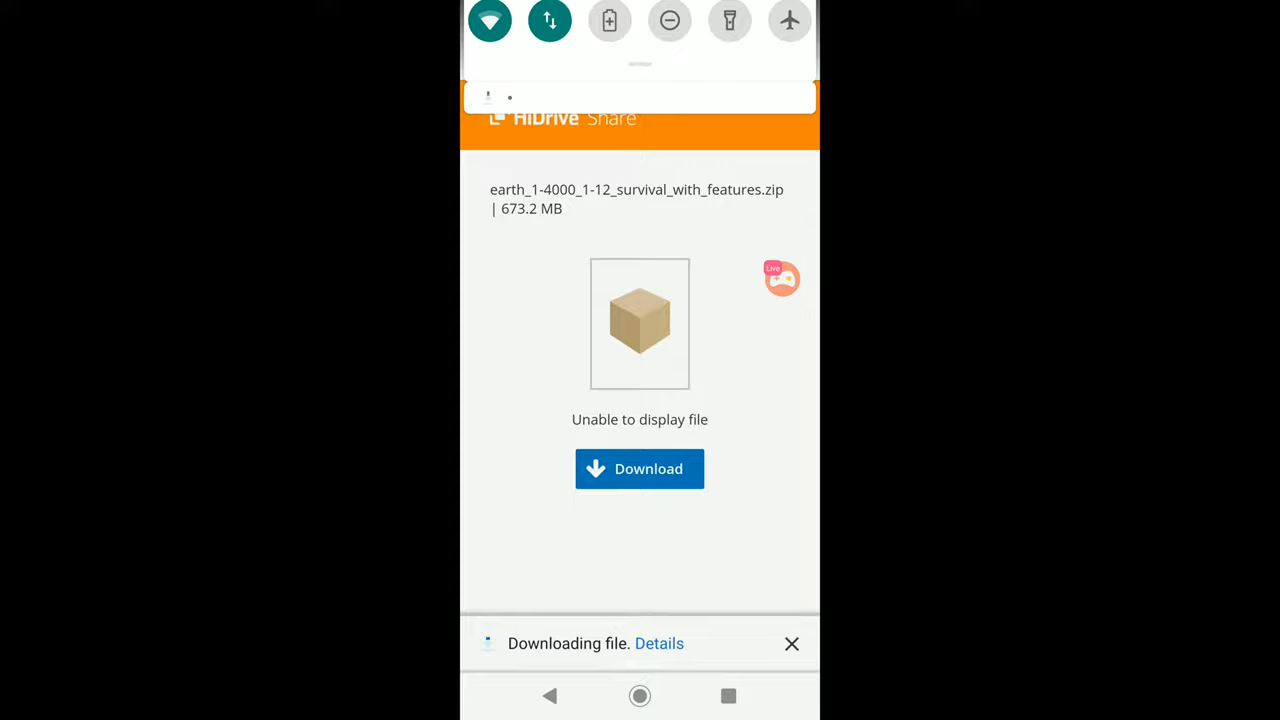 HiDrive Share
earth_1-4000_1-12_survival_with_features.zip
| 673.2 MB
Live
Unable to display file
Download
Downloading file. Details